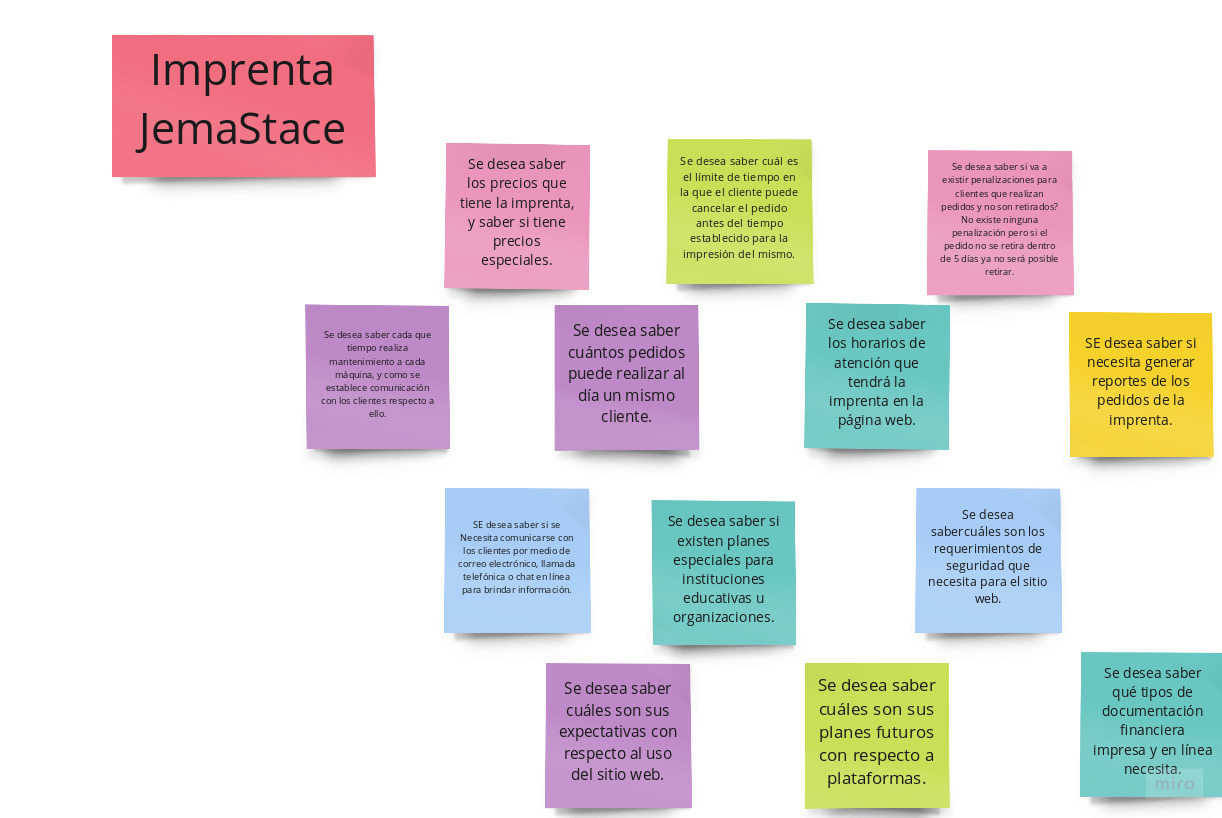 Imprenta
JemaStace
Se desea saber
los precios que
tiene la imprenta,
y saber si tiene
precios
especiales.
Se desea saber cuál es
el límite de tiempo en
la que el cliente puede
cancelar el pedido
antes del tiempo
establecido para la
impresión del mismo.
Se desea saber si va a
existir penalizaciones para
clientes que realizan
pedidos y no son retirados?
No existe ninguna
penalización pero si el
pedido no se retira dentro
de 5 días ya no será posible
retirar.
Se desea saber cada que
tiempo realiza
mantenimiento a cada
máquina, y como se
establece comunicación
con los clientes respecto a
ello.
Se desea saber
cuántos pedidos
puede realizar al
día un mismo
cliente.
Se desea saber
los horarios de
atención que
tendrá la
imprenta en la
página web.
SE desea saber si
necesita generar
reportes de los
pedidos de la
imprenta.
SE desea saber si se
Necesita comunicarse con
los clientes por medio de
correo electrónico, llamada
telefónica o chat en línea
para brindar información.
Se desea saber si
existen planes
especiales para
instituciones
educativas u
organizaciones.
Se desea
sabercuáles son los
requerimientos de
seguridad que
necesita para el sitio
web.
Se desea saber
cuáles son sus
expectativas con
respecto al uso
del sitio web.
Se desea saber
cuáles son sus
planes futuros
con respecto a
plataformas.
Se desea saber
qué tipos de
documentación
financiera
impresa y en línea
necesita.
miro